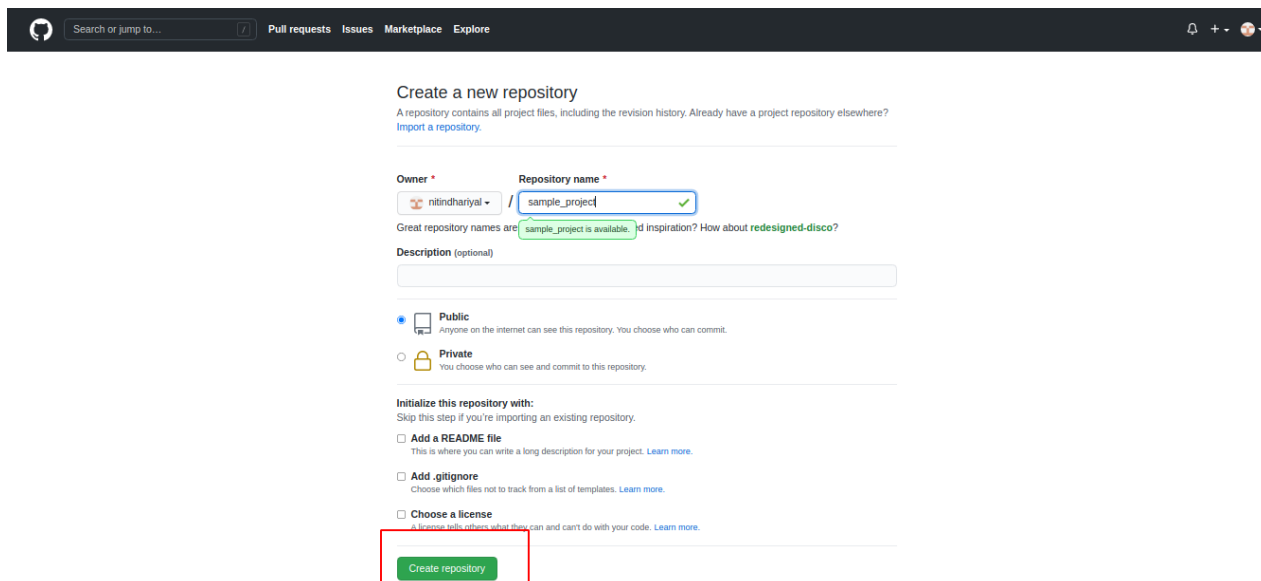 Search or jump to... /
Pull requests Issues Marketplace Explore
Create a new repository
A repository contains all project files, including the revision history. Already have a project repository elsewhere?
Import a repository.
Owner * Repository name *
nitindhariyal / sample_project
Great repository names are d inspiration? How about redesigned-disco?
sample_project is available.
Description (optional)
Public
Anyone on the internet can see this repository. You choose who can commit.
Private
You choose who can see and commit to this repository.
Initialize this repository with:
Skip this step if you're importing an existing repository.
Add a README file
This is where you can write a long description for your project. Learn more.
Add .gitignore
Choose which files not to track from a list of templates. Learn more.
Choose a license
A license tells others what they can and can't do with your code. Learn more.
Create repository